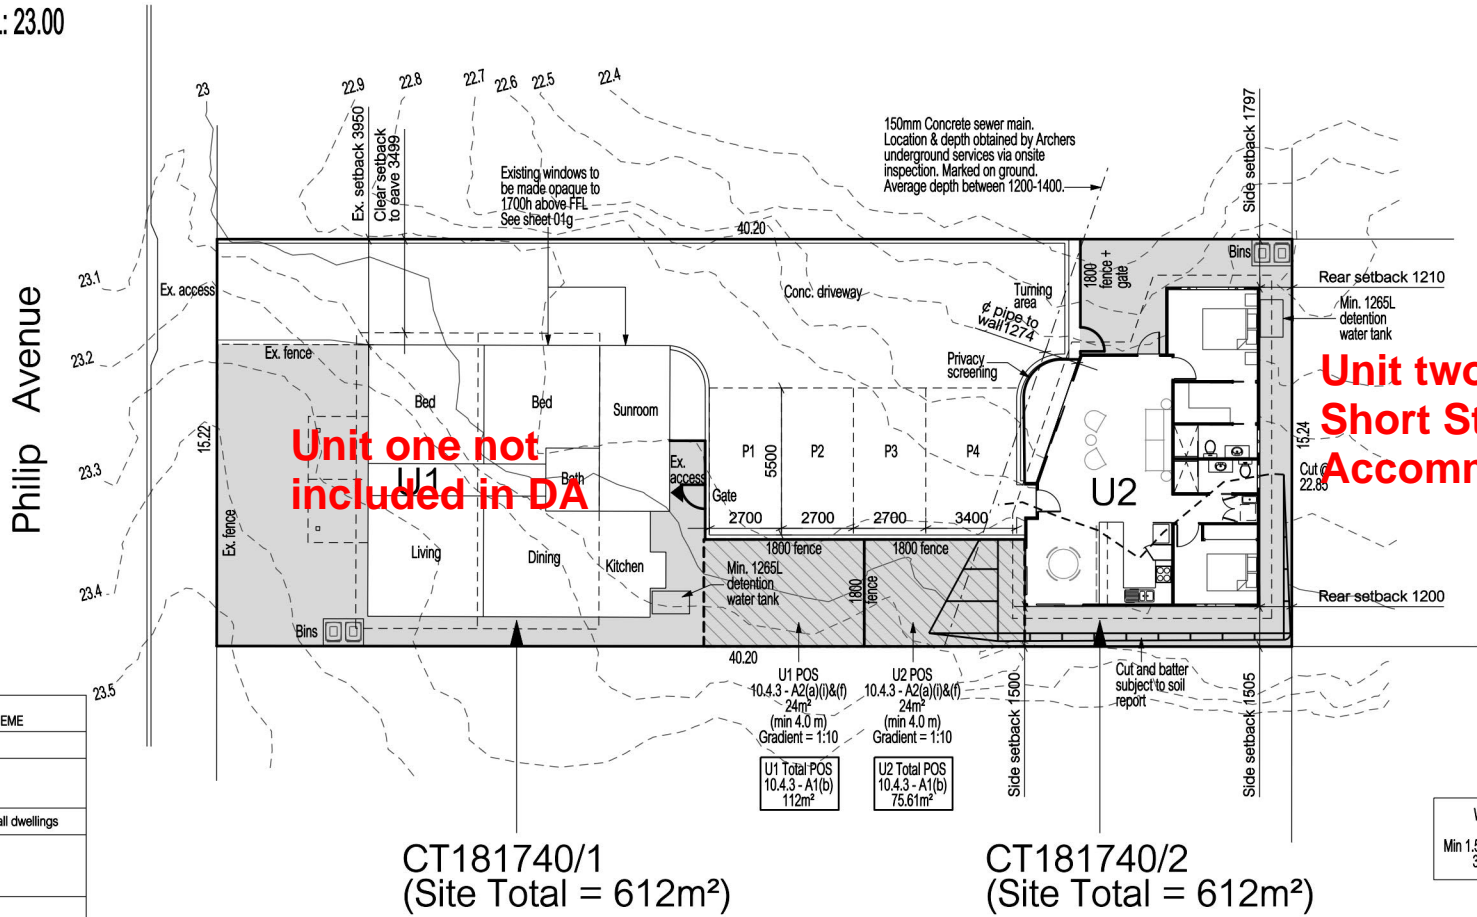 .: 23.00
23
22.9
22.8
22.7
22.6
22.5
22.4
Ex. setback 3950
Clear setback
to eave 3499
Existing windows to
be made opaque to
1700h above FFL
See sheet 01g
150mm Concrete sewer main.
Location & depth obtained by Archers
underground services via onsite
inspection. Marked on ground.
Average depth between 1200-1400.
Side setback 1797
40.20
Bins
1800
fence +
gate
Rear setback 1210
Min. 1265L
detention
water tank
23.1
Ex. access
Conc. driveway
Turning
area
¢ pipe to
wall1274
Privacy
screening
Philip Avenue
23.2
Ex. fence
Bed
Bed
Sunroom
15.22
Unit one not
included in DA
U1
Bath
Ex.
access
Gate
P1
P2
P3
P4
5500
2700
2700
2700
3400
U2
15.24
Unit two
Short St
Accomm
Cut @
22.85
23.3
Ex. fence
Living
Dining
Kitchen
1800 fence
1800 fence
1800
fence
Min. 1265L
detention
water tank
23.4
Rear setback 1200
Bins
40.20
23.5
U1 POS
10.4.3 - A2(a)(i)&(f)
24m²
(min 4.0 m)
Gradient = 1:10
U2 POS
10.4.3 - A2(a)(i)&(f)
24m²
(min 4.0 m)
Gradient = 1:10
Side setback 1500
Cut and batter
subject to soil
report
Side setback 1505
U1 Total POS
10.4.3 - A1(b)
112m²
U2 Total POS
10.4.3 - A1(b)
75.61m²
EME
all dwellings
CT181740/1
(Site Total = 612m²)
CT181740/2
(Site Total = 612m²)
Min 1.5